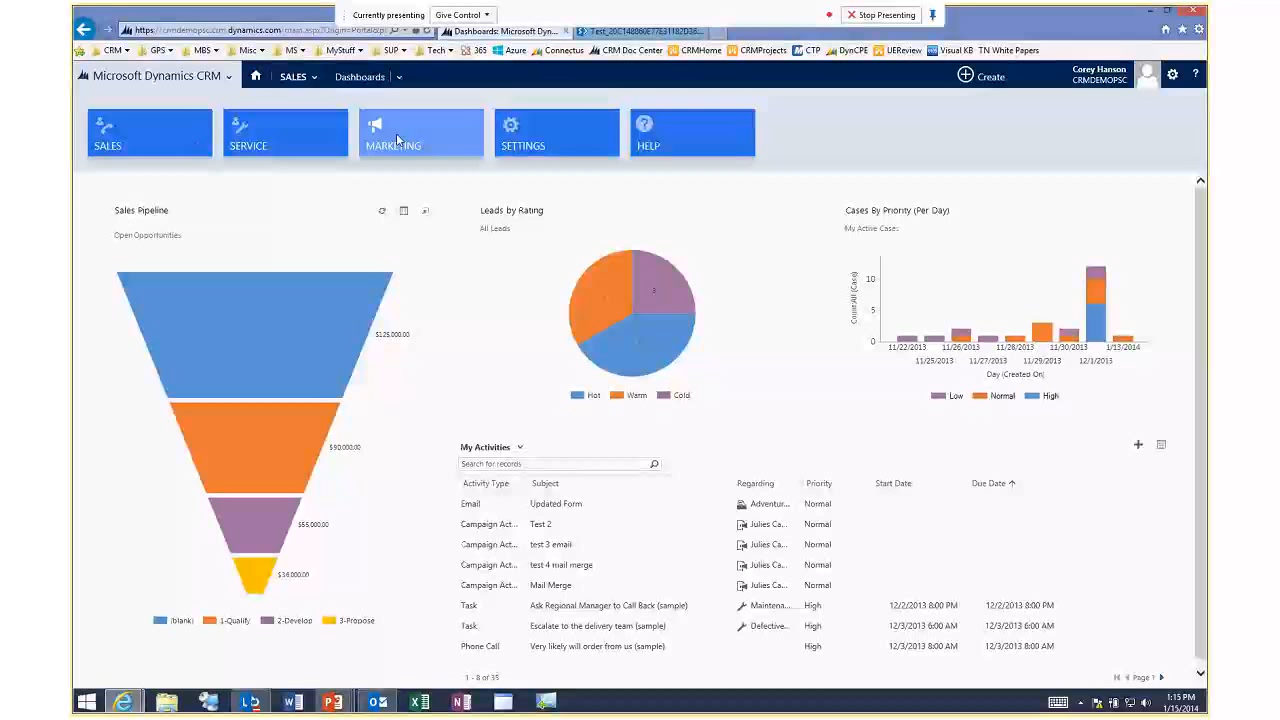 Currently presenting
Give Control
Stop Presenting
Dashboards: Microsoft Dyn...
CRM
GPS
MBS
Misc
MS
MyStuff
SUP
Tech
365
Azure
Connectus
CRM Doc Center
CRMHome
CRMProjects
CTP
DynCPE
UEReview
Visual KB
TN White Papers
Microsoft Dynamics CRM
SALES
Dashboards
Create
Corey Hanson
CRMDEMOPSC
?
SALES
SERVICE
MARKETING
SETTINGS
HELP
Sales Pipeline
Open Opportunities
$125,000.00
$90,000.00
$55,000.00
$36,000.00
(blank)
1-Qualify
2-Develop
3-Propose
Leads by Rating
All Leads
3
Hot
Warm
Cold
Cases By Priority (Per Day)
My Active Cases
Count:All (Case)
10
5
0
11/22/2013
11/26/2013
11/28/2013
11/30/2013
1/13/2014
11/25/2013
11/27/2013
11/29/2013
12/1/2013
Day (Created On)
Low
Normal
High
My Activities
Search for records
Activity Type Subject Regarding Priority Start Date Due Date
Email Updated Form Adventur... Normal
Campaign Act... Test 2 Julies Ca... Normal
Campaign Act... test 3 email Julies Ca... Normal
Campaign Act... test 4 mail merge Julies Ca... Normal
Campaign Act... Mail Merge Julies Ca... Normal
Task Ask Regional Manager to Call Back (sample) Maintena... High 12/2/2013 8:00 PM 12/2/2013 8:00 PM
Task Escalate to the delivery team (sample) Defective... High 12/3/2013 6:00 AM 12/3/2013 6:00 AM
Phone Call Very likely will order from us (sample) High 12/3/2013 8:00 AM 12/3/2013 8:00 AM
1 - 8 of 35
Page 1
1:15 PM
1/15/2014